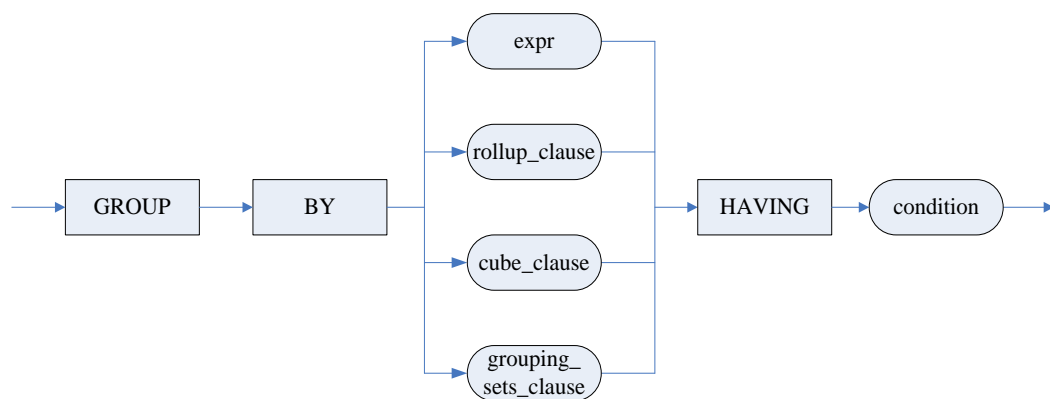 expr
rollup_clause
GROUP
BY
HAVING
condition
cube_clause
grouping_
sets_clause